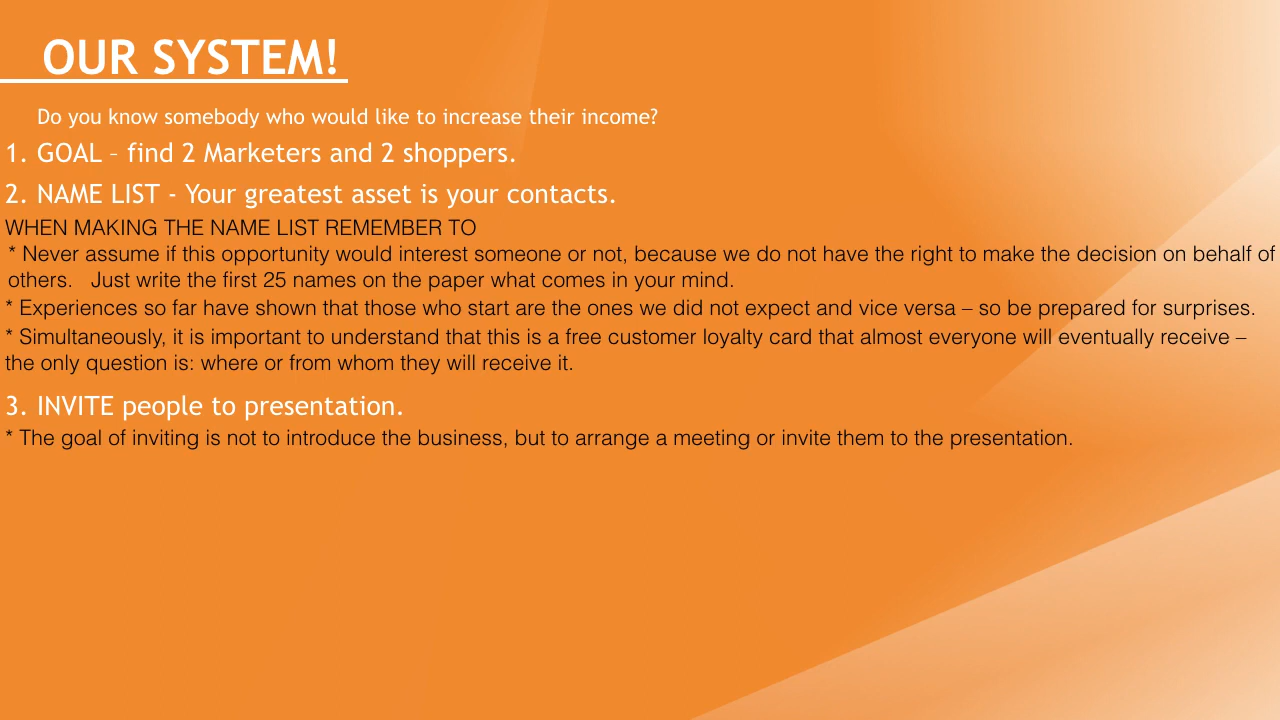 OUR SYSTEM!
Do you know somebody who would like to increase their income?
1. GOAL – find 2 Marketers and 2 shoppers.
2. NAME LIST - Your greatest asset is your contacts.
WHEN MAKING THE NAME LIST REMEMBER TO
* Never assume if this opportunity would interest someone or not, because we do not have the right to make the decision on behalf of
others.   Just write the first 25 names on the paper what comes in your mind.
* Experiences so far have shown that those who start are the ones we did not expect and vice versa – so be prepared for surprises.
* Simultaneously, it is important to understand that this is a free customer loyalty card that almost everyone will eventually receive –
the only question is: where or from whom they will receive it.
3. INVITE people to presentation.
* The goal of inviting is not to introduce the business, but to arrange a meeting or invite them to the presentation.